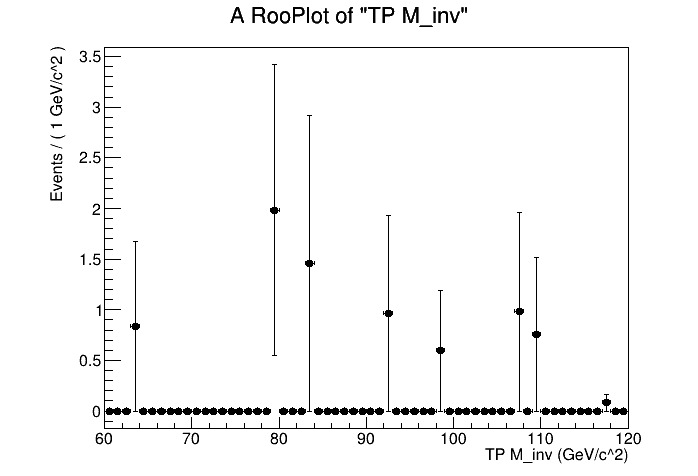 A RooPlot of "TP M_inv"
Events / ( 1 GeV/c^2 )
3.5
3
2.5
2
1.5
1
0.5
0
60 70 80 90 100 110 120
TP M_inv (GeV/c^2)